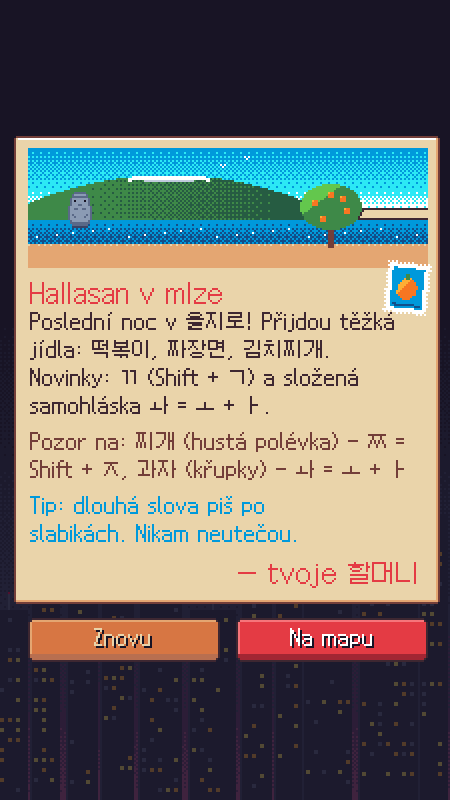 Hallasan v mlze
Poslední noc v 을지로! Přijdou těžká
jídla: 떡볶이, 짜장면, 김치찌개.
Novinky: ㄲ (Shift + ㄱ) a složená
samohláska ㅘ = ㅗ + ㅏ.
Pozor na: 찌개 (hustá polévka) – ㅉ =
Shift + ㅈ, 과자 (křupky) – ㅘ = ㅗ + ㅏ
Tip: dlouhá slova piš po
slabikách. Nikam neutečou.
– tvoje 할머니
Znovu
Na mapu